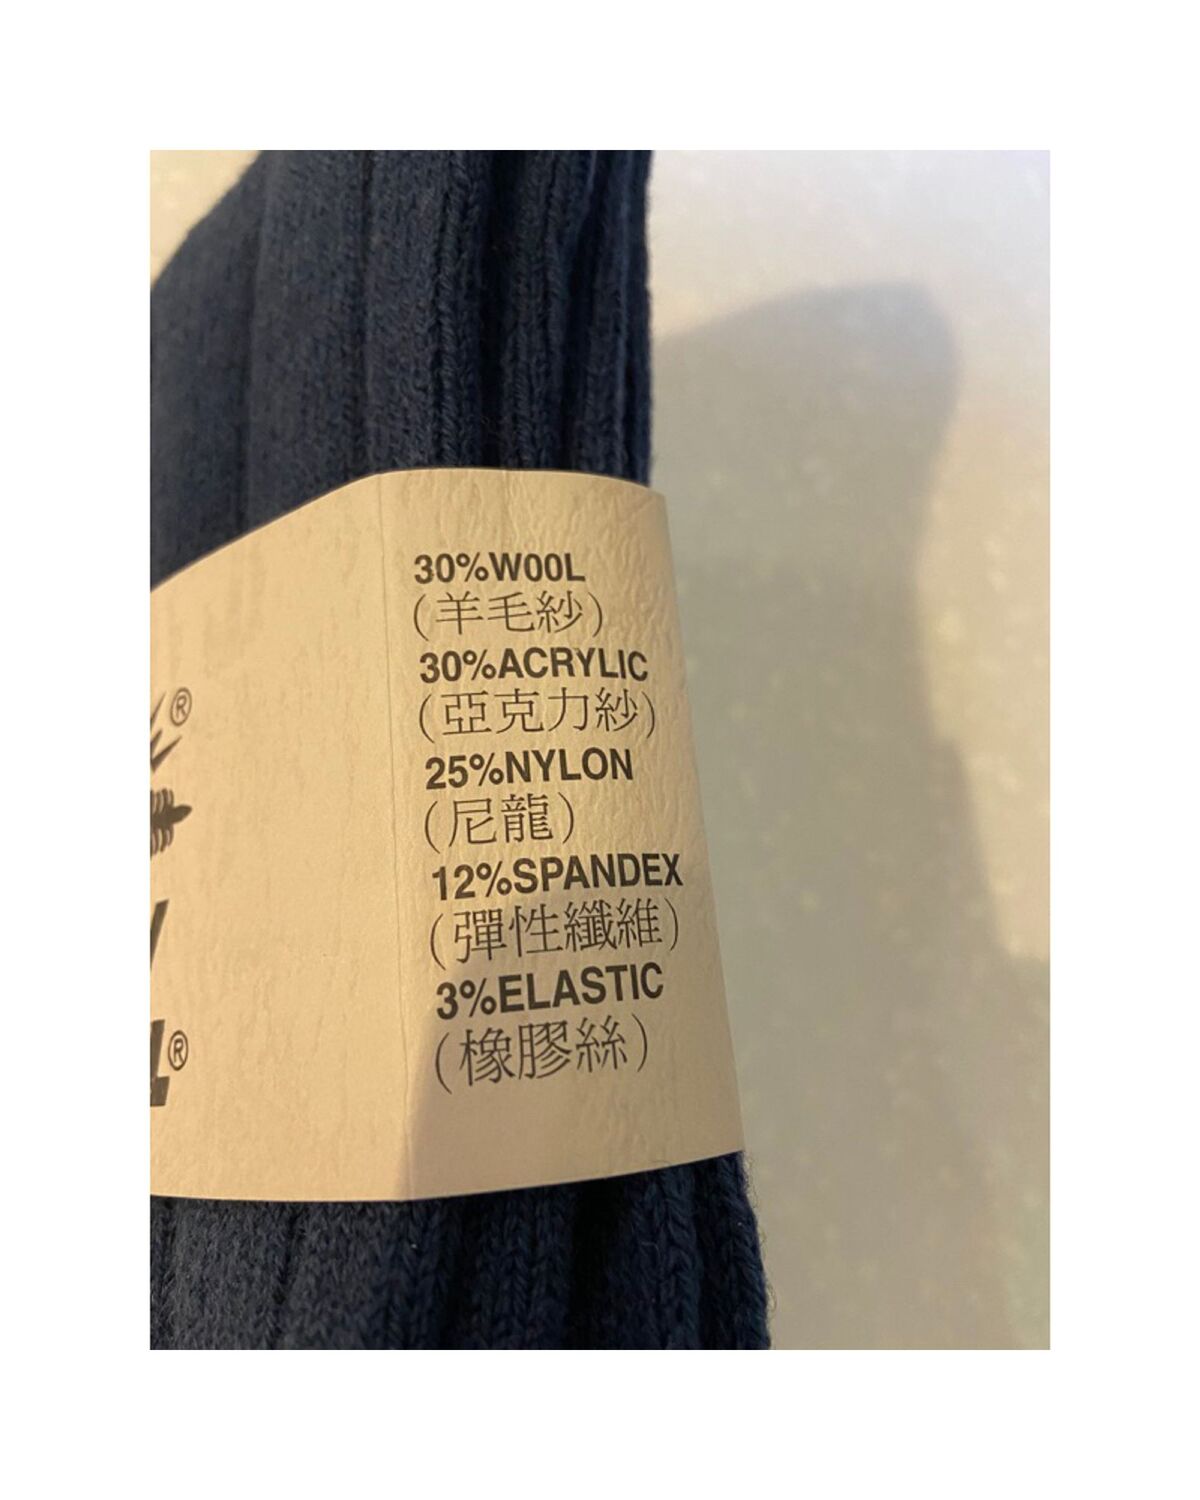 30%WOOL
(羊毛紗)
30%ACRYLIC
(亞克力紗)
25%NYLON
(尼龍)
12%SPANDEX
(彈性纖維)
3%ELASTIC
(橡膠絲)
®
®